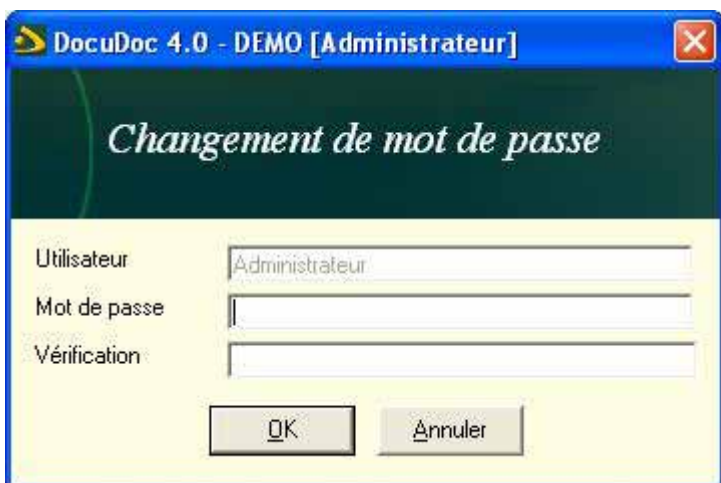 DocuDoc 4.0 - DEMO [Administrateur]
Changement de mot de passe
Utilisateur Administrateur
Mot de passe
Vérification
OK Annuler